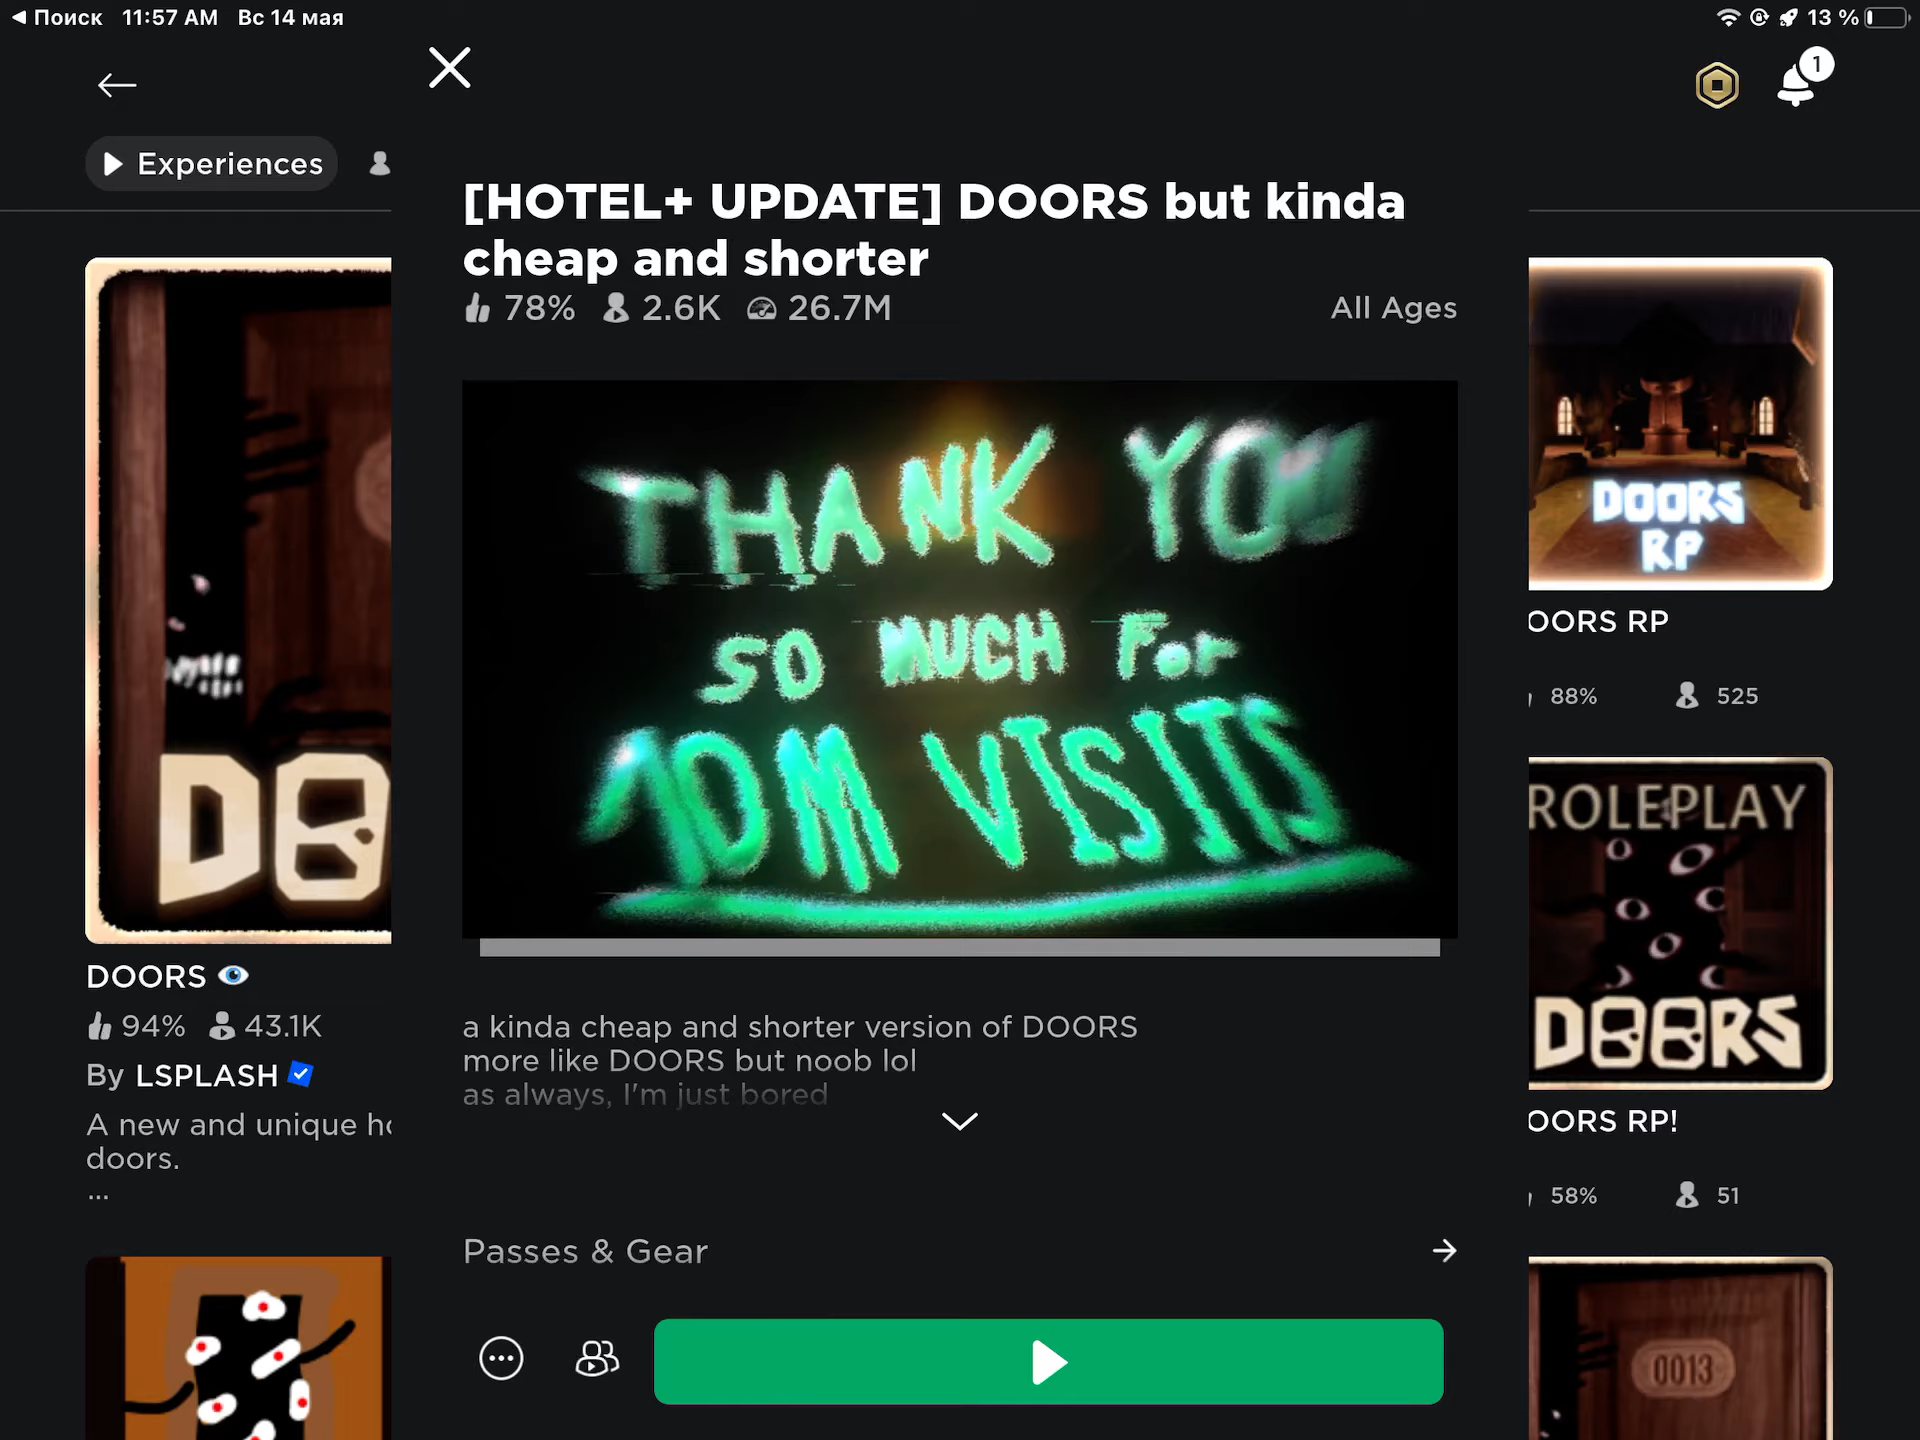 Поиск 11:57 AM Вс 14 мая
13 %
1
Experiences
[HOTEL+ UPDATE] DOORS but kinda
cheap and shorter
78% 2.6K 26.7M
All Ages
THANK YOU
SO MUCH For
10M VISITS
a kinda cheap and shorter version of DOORS
more like DOORS but noob lol
as always, I'm just bored
Passes & Gear
DOORS
94% 43.1K
By LSPLASH
A new and unique
doors.
...
DOORS
RP
OORS RP
88% 525
ROLEPLAY
DOORS
OORS RP!
58% 51
0013